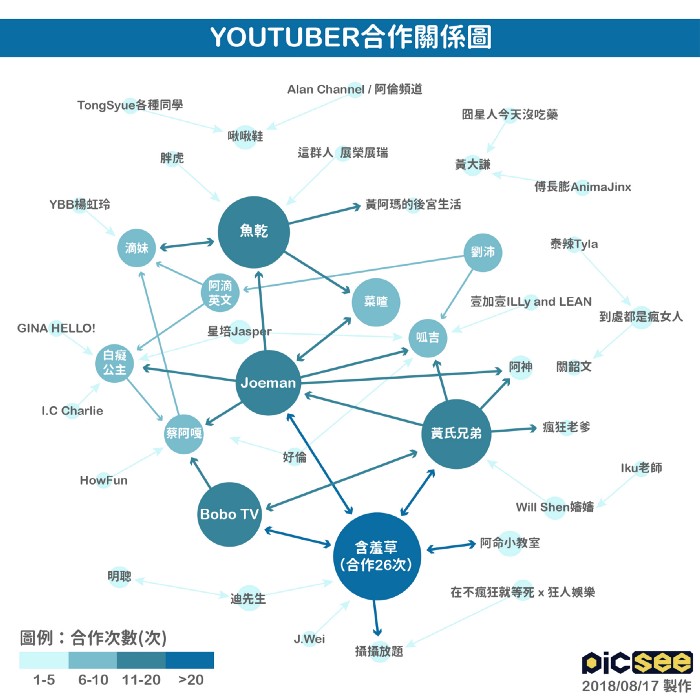 YOUTUBER合作關係圖
Alan Channel / 阿倫頻道
TongSyue各種同學
囧星人今天沒吃藥
啾啾鞋
這群人 展榮展瑞
胖虎
黃大謙
傅長膨AnimaJinx
YBB楊虹玲
黃阿瑪的後宮生活
魚乾
滴妹
劉沛
泰辣Tyla
阿滴
英文
菜喳
壹加壹ILLy and LEAN
到處都是瘋女人
GINA HELLO!
星培Jasper
呱吉
白癡
公主
阿神
關韶文
Joeman
I.C Charlie
蔡阿嘎
黃氏兄弟
瘋狂老爹
好倫
Iku老師
HowFun
Bobo TV
Will Shen嬸嬸
含羞草
(合作26次)
阿命小教室
明聰
迪先生
在不瘋狂就等死 x 狂人娛樂
J.Wei
攝攝放題
圖例：合作次數(次)
1-5
6-10
11-20
>20
picsee
2018/08/17 製作